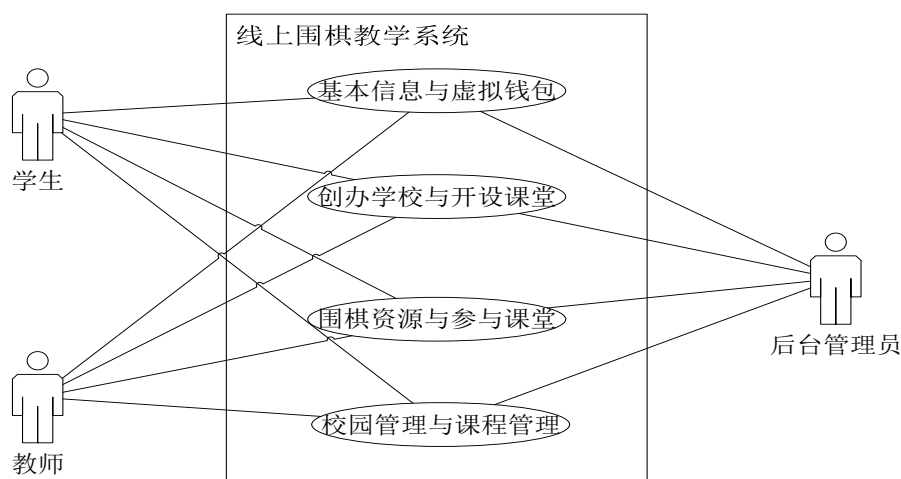 线上围棋教学系统
基本信息与虚拟钱包
学生
创办学校与开设课堂
围棋资源与参与课堂
后台管理员
校园管理与课程管理
教师